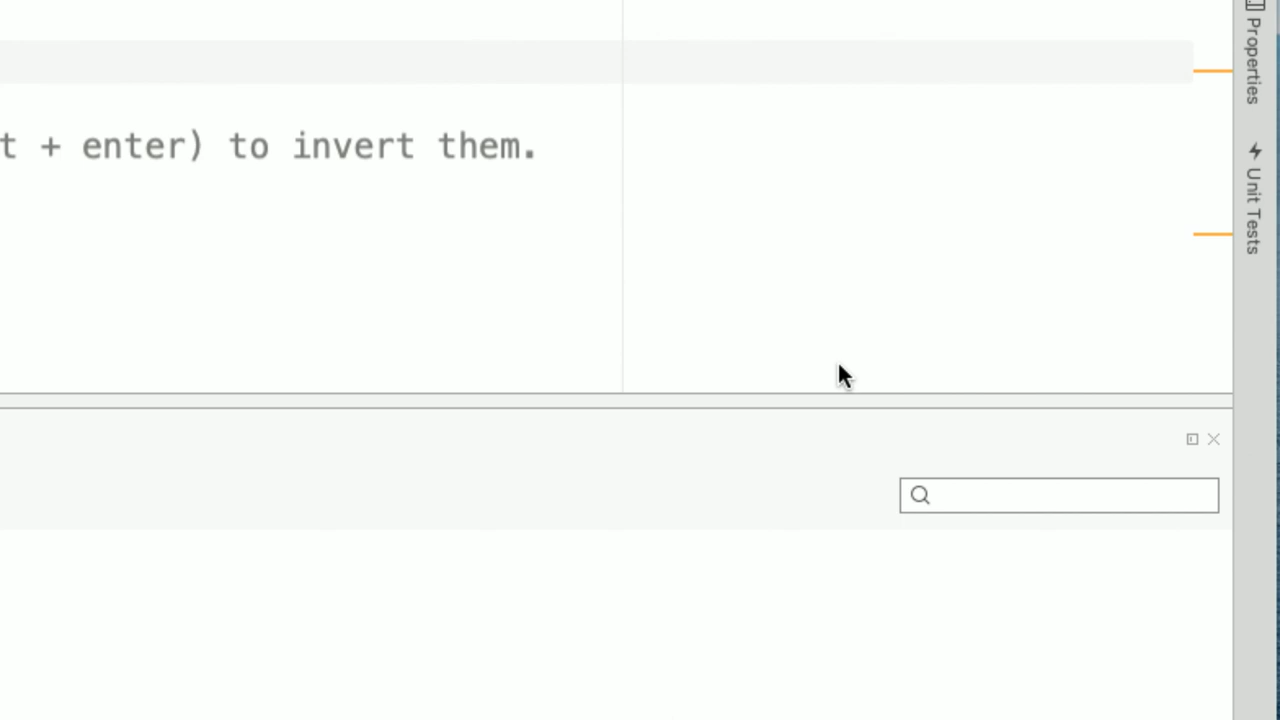 t + enter) to invert them.
Properties
Unit Tests